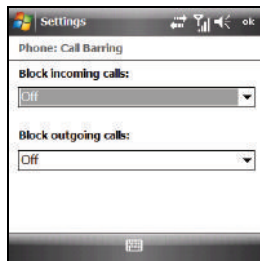 Settings
ok
Phone: Call Barring
Block incoming calls:
Off
Block outgoing calls:
Off